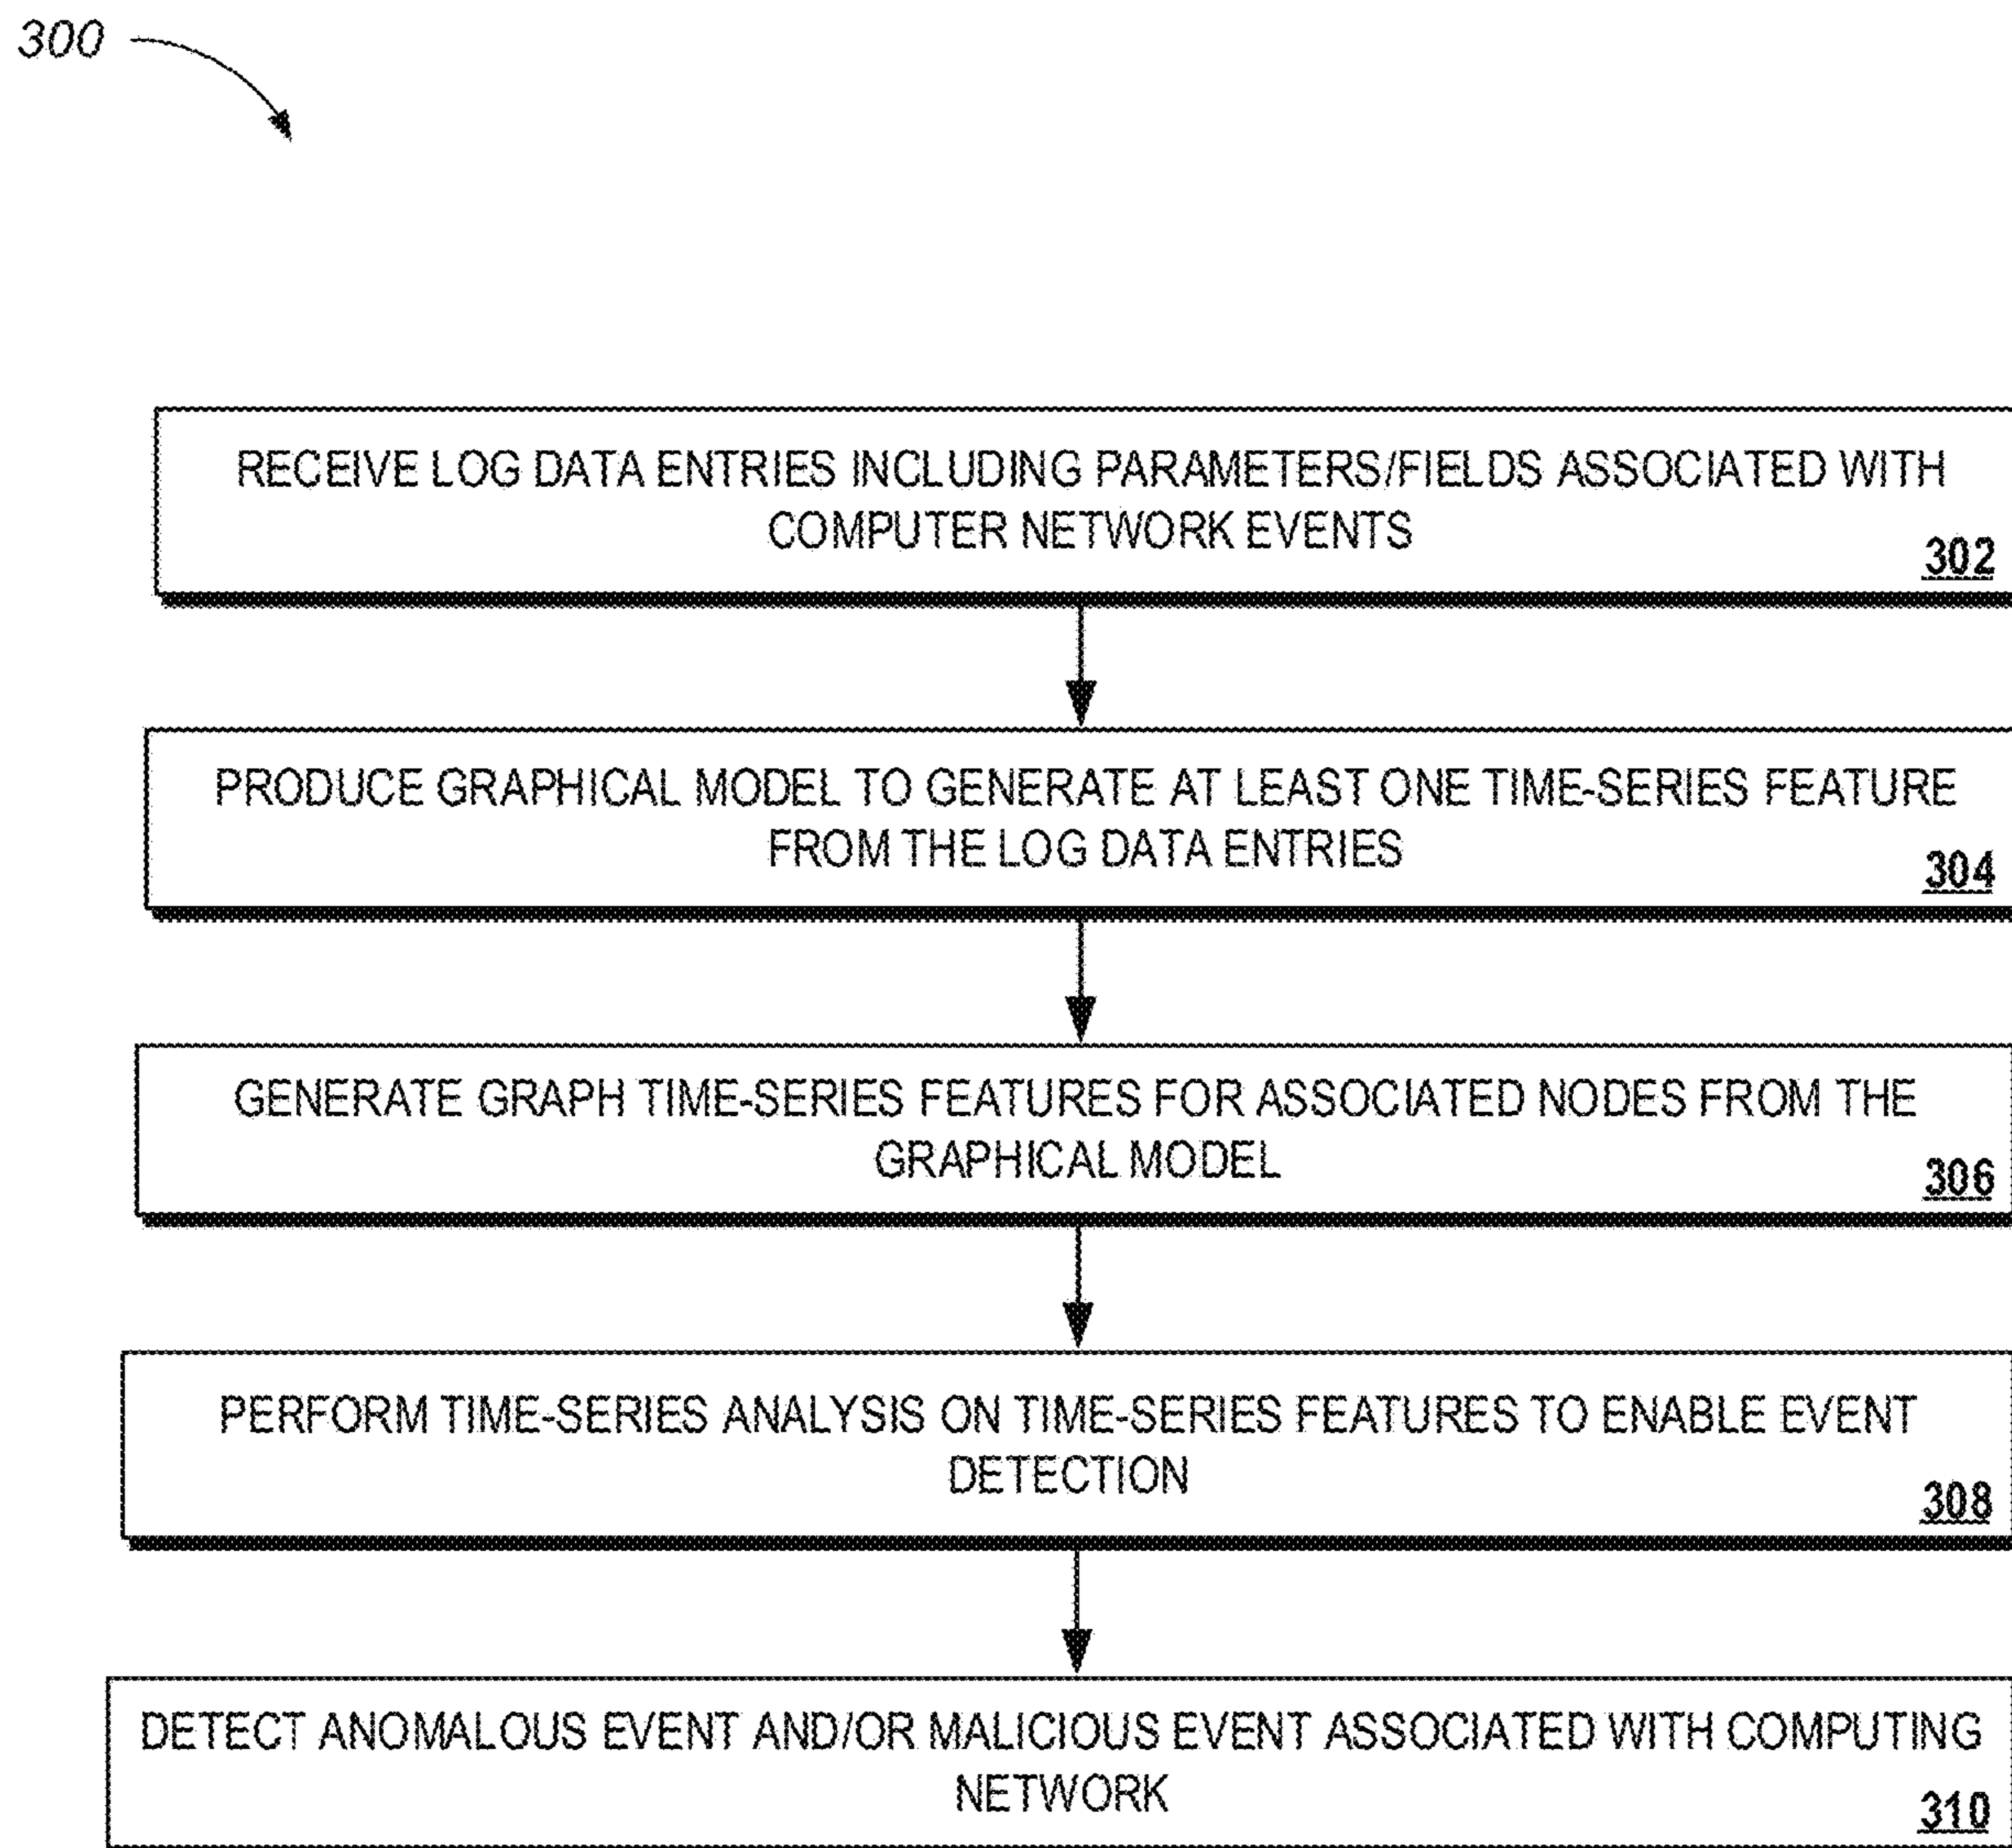 300
RECEIVE LOG DATA ENTRIES INCLUDING PARAMETERS/FIELDS ASSOCIATED WITH
COMPUTER NETWORK EVENTS
302
PRODUCE GRAPHICAL MODEL TO GENERATE AT LEAST ONE TIME-SERIES FEATURE
FROM THE LOG DATA ENTRIES
304
GENERATE GRAPH TIME-SERIES FEATURES FOR ASSOCIATED NODES FROM THE
GRAPHICAL MODEL
306
PERFORM TIME-SERIES ANALYSIS ON TIME-SERIES FEATURES TO ENABLE EVENT
DETECTION
308
DETECT ANOMALOUS EVENT AND/OR MALICIOUS EVENT ASSOCIATED WITH COMPUTING
NETWORK
310